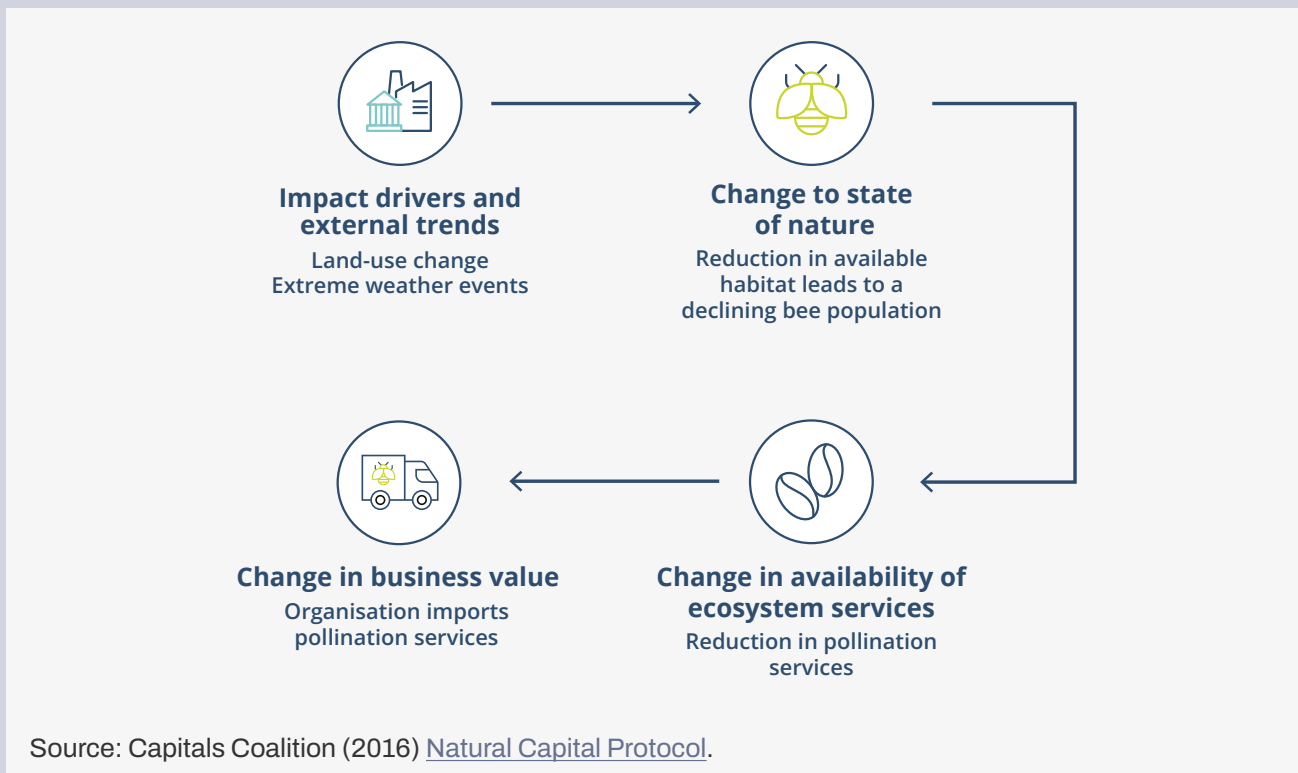 Impact drivers and
external trends
Land-use change
Extreme weather events
Change to state
of nature
Reduction in available
habitat leads to a
declining bee population
Change in availability of
ecosystem services
Reduction in pollination
services
Change in business value
Organisation imports
pollination services
Source: Capitals Coalition (2016) Natural Capital Protocol.